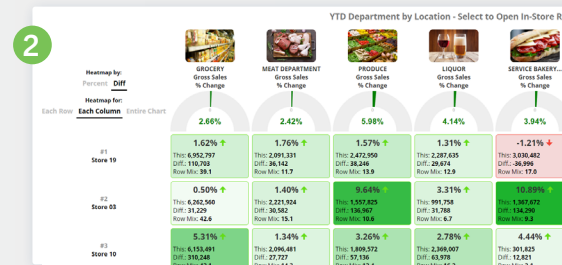 YTD Department by Location - Select to Open In-Store R
2
Heatmap by:
Percent Diff
Heatmap for:
Each Row Each Column Entire Chart
GROCERY
Gross Sales
% Change
2.66%
MEAT DEPARTMENT
Gross Sales
% Change
2.42%
PRODUCE
Gross Sales
% Change
5.98%
LIQUOR
Gross Sales
% Change
4.14%
SERVICE BAKERY...
Gross Sales
% Change
3.94%
#1
Store 19
1.62%
This: 6,952,797
Diff.: 110,703
Row Mix: 39.1
1.76%
This: 2,091,331
Diff.: 36,142
Row Mix: 11.7
1.57%
This: 2,472,950
Diff.: 38,246
Row Mix: 13.9
1.31%
This: 2,287,635
Diff.: 29,674
Row Mix: 12.9
-1.21%
This: 3,030,482
Diff.: -36,996
Row Mix: 17.0
#2
Store 03
0.50%
This: 6,262,560
Diff.: 31,229
Row Mix: 42.6
1.40%
This: 2,221,924
Diff.: 30,582
Row Mix: 15.1
9.64%
This: 1,557,825
Diff.: 136,967
Row Mix: 10.6
3.31%
This: 991,758
Diff.: 31,788
Row Mix: 6.7
10.89%
This: 1,367,672
Diff.: 134,290
Row Mix: 9.3
#3
Store 10
5.31%
This: 6,153,491
Diff.: 310,248
1.34%
This: 2,096,481
Diff.: 27,727
3.26%
This: 1,809,572
Diff.: 57,136
2.78%
This: 2,369,007
Diff.: 63,978
4.44%
This: 301,825
Diff.: 12,821